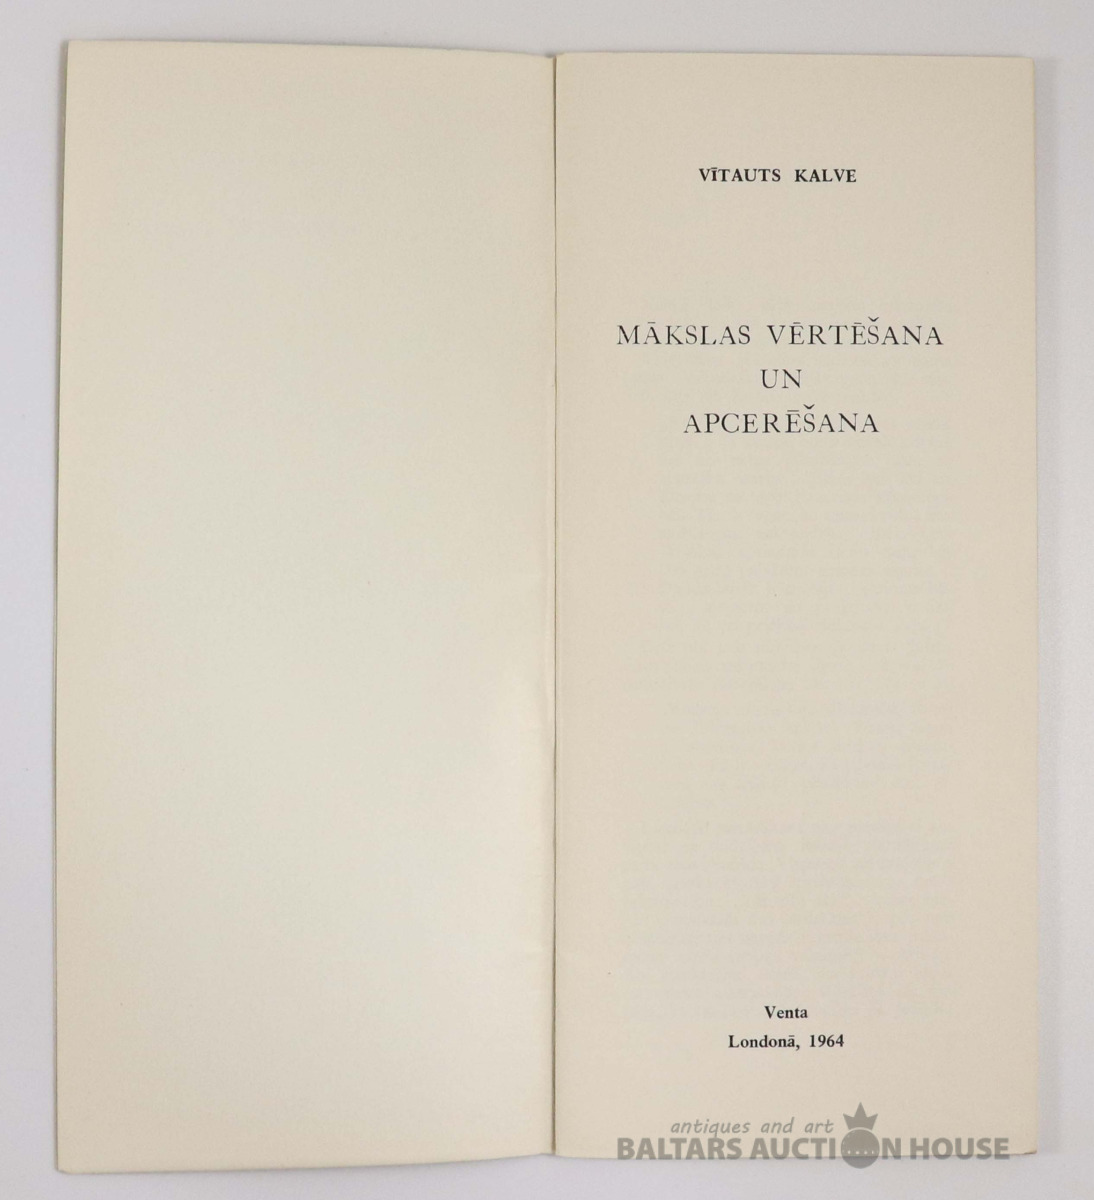 VĪTAUTS KALVE
MĀKSLAS VĒRTĒŠANA
UN
APCERĒŠANA
Venta
Londonā, 1964
antiques and art
BALTARS AUCTION HOUSE